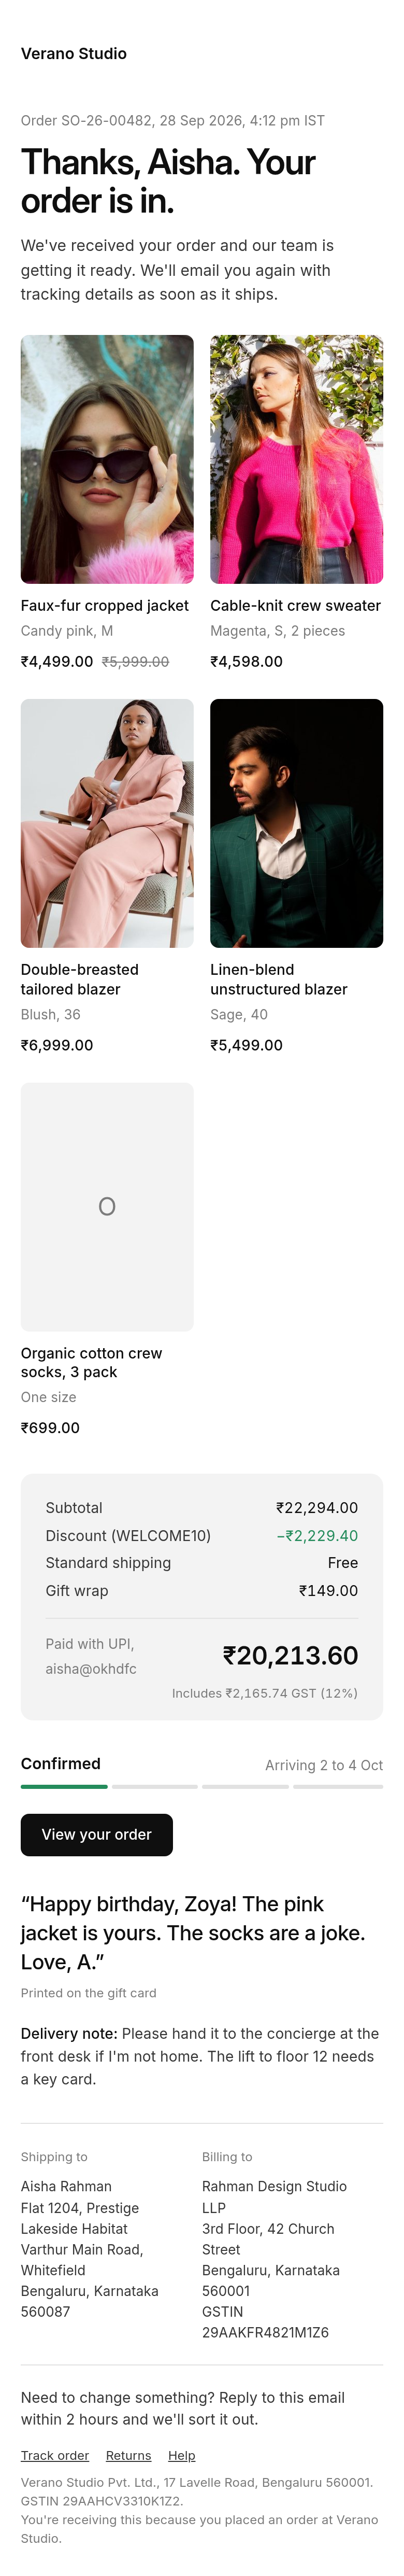 Verano Studio
Order SO-26-00482, 28 Sep 2026, 4:12 pm IST
Thanks, Aisha. Your
order is in.
We've received your order and our team is
getting it ready. We'll email you again with
tracking details as soon as it ships.
Faux-fur cropped jacket
Candy pink, M
₹4,499.00 ₹5,999.00
Cable-knit crew sweater
Magenta, S, 2 pieces
₹4,598.00
Double-breasted
tailored blazer
Blush, 36
₹6,999.00
Linen-blend
unstructured blazer
Sage, 40
₹5,499.00
O
Organic cotton crew
socks, 3 pack
One size
₹699.00
Subtotal ₹22,294.00
Discount (WELCOME10) −₹2,229.40
Standard shipping Free
Gift wrap ₹149.00
Paid with UPI,
aisha@okhdfc
₹20,213.60
Includes ₹2,165.74 GST (12%)
Confirmed Arriving 2 to 4 Oct
View your order
“Happy birthday, Zoya! The pink
jacket is yours. The socks are a joke.
Love, A.”
Printed on the gift card
Delivery note: Please hand it to the concierge at the
front desk if I'm not home. The lift to floor 12 needs
a key card.
Shipping to
Aisha Rahman
Flat 1204, Prestige
Lakeside Habitat
Varthur Main Road,
Whitefield
Bengaluru, Karnataka
560087
Billing to
Rahman Design Studio
LLP
3rd Floor, 42 Church
Street
Bengaluru, Karnataka
560001
GSTIN
29AAKFR4821M1Z6
Need to change something? Reply to this email
within 2 hours and we'll sort it out.
Track order Returns Help
Verano Studio Pvt. Ltd., 17 Lavelle Road, Bengaluru 560001.
GSTIN 29AAHCV3310K1Z2.
You're receiving this because you placed an order at Verano
Studio.